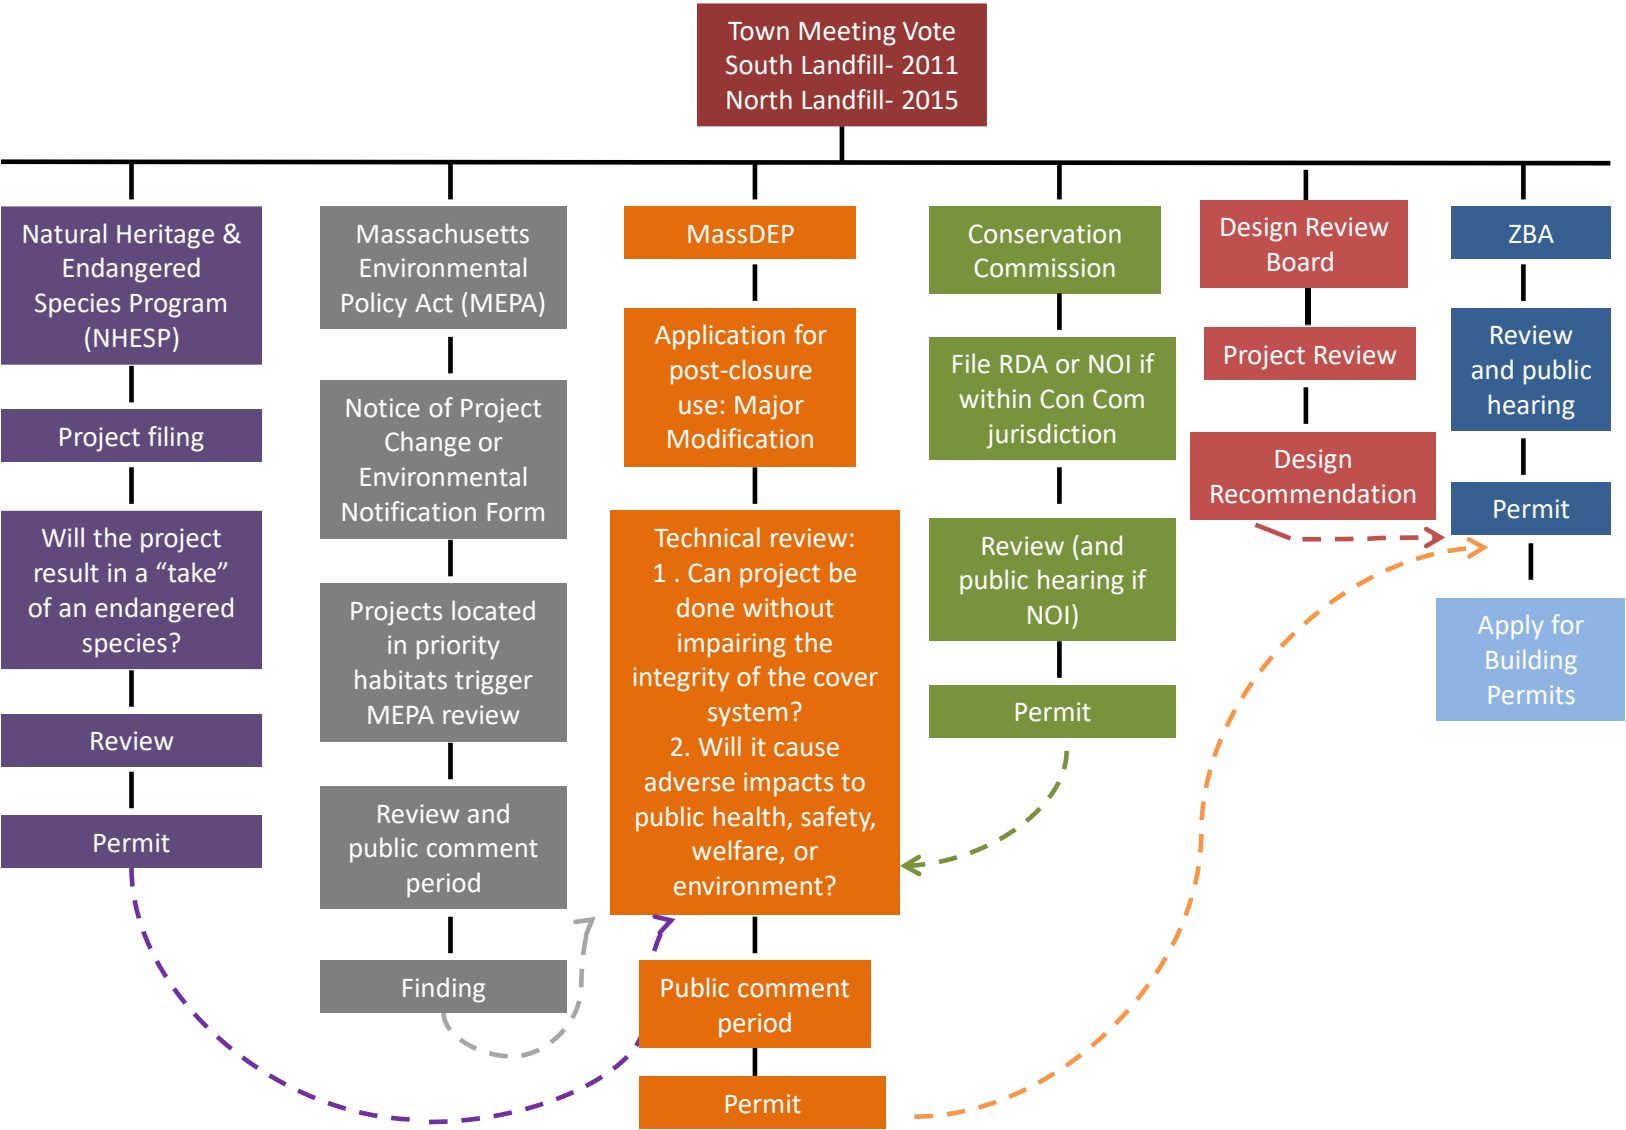 Town Meeting Vote
South Landfill- 2011
North Landfill- 2015
Natural Heritage &
Endangered
Species Program
(NHESP)
Project filing
Will the project
result in a “take”
of an endangered
species?
Review
Permit
Massachusetts
Environmental
Policy Act (MEPA)
Notice of Project
Change or
Environmental
Notification Form
Projects located
in priority
habitats trigger
MEPA review
Review and
public comment
period
Finding
MassDEP
Application for
post-closure
use: Major
Modification
Technical review:
1 . Can project be
done without
impairing the
integrity of the cover
system?
2. Will it cause
adverse impacts to
public health, safety,
welfare, or
environment?
Public comment
period
Permit
Conservation
Commission
File RDA or NOI if
within Con Com
jurisdiction
Review (and
public hearing if
NOI)
Permit
Design Review
Board
Project Review
Design
Recommendation
ZBA
Review
and public
hearing
Permit
Apply for
Building
Permits